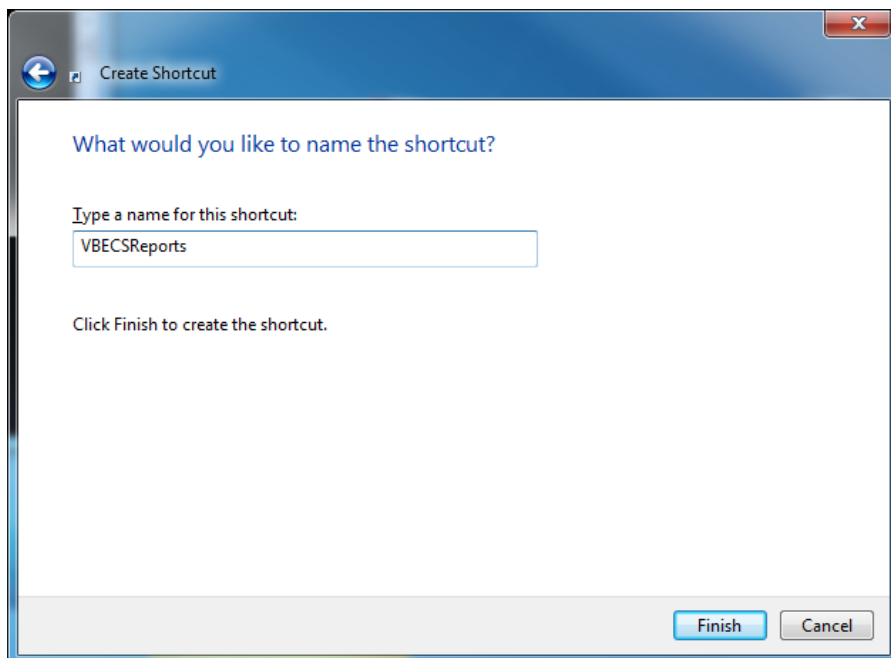 Create Shortcut
What would you like to name the shortcut?
Type a name for this shortcut:
VBECSReports
Click Finish to create the shortcut.
Finish Cancel